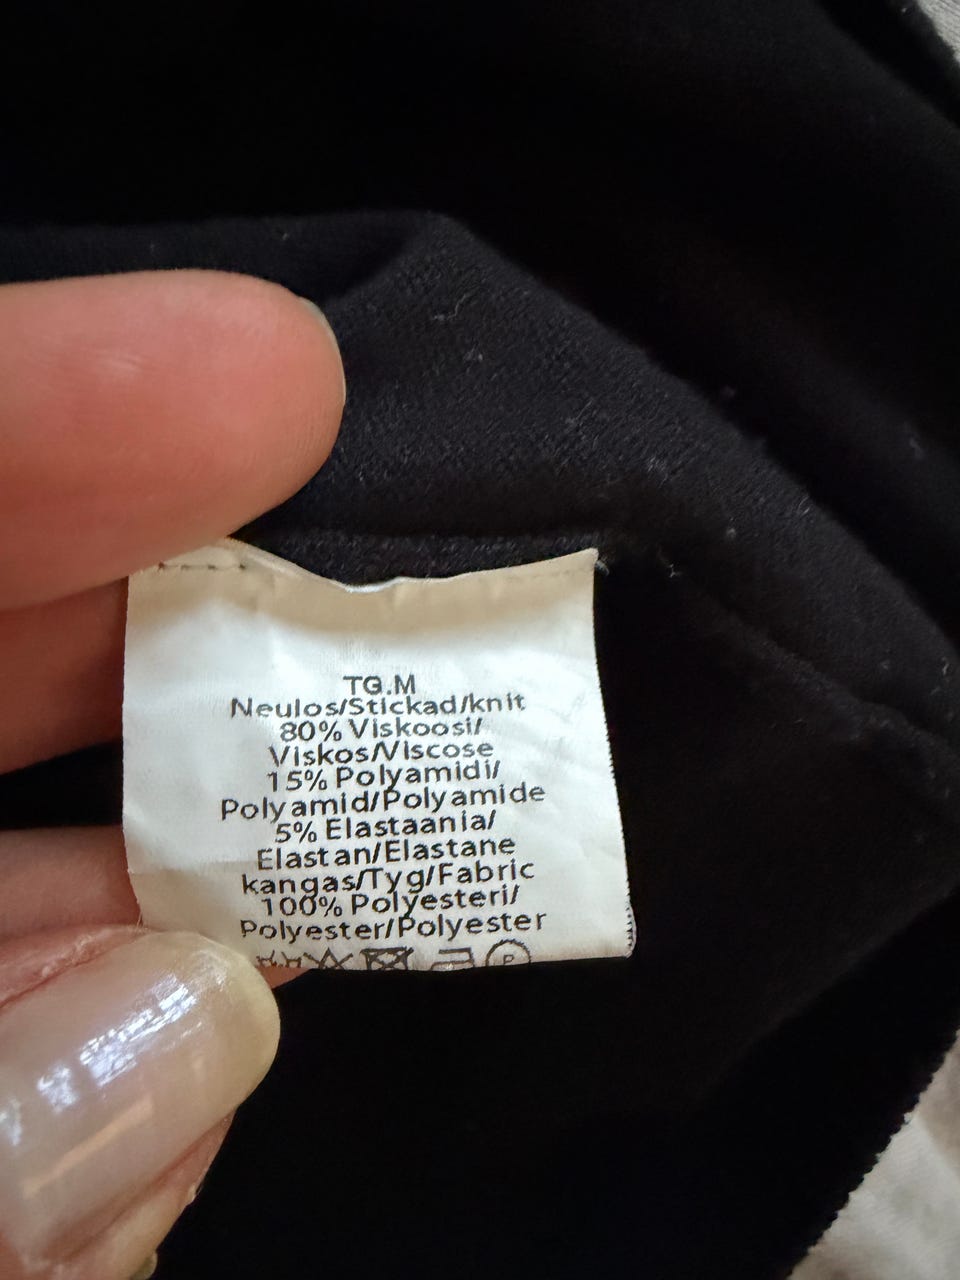 TG.M
Neulos/Stickad/knit
80% Viskoosi/
Viskos/Viscose
15% Polyamidi/
Polyamid/Polyamide
5% Elastaania/
Elastan/Elastane
kangas/Tyg/Fabric
100% Polyesteri/
Polyester/Polyester
P